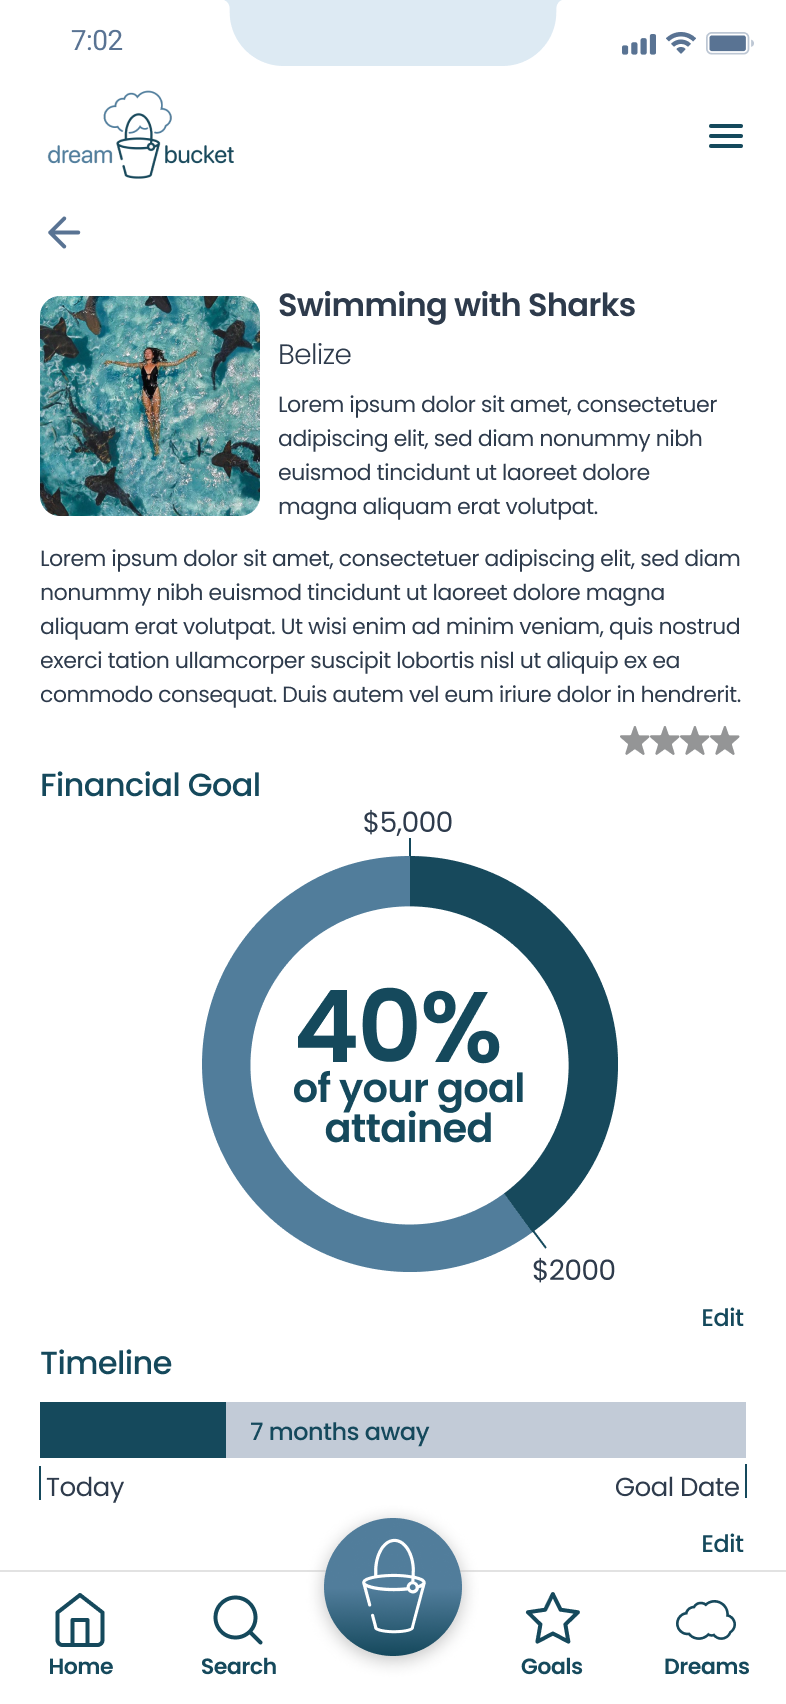 7:02
dream bucket
Swimming with Sharks
Belize
Lorem ipsum dolor sit amet, consectetuer
adipiscing elit, sed diam nonummy nibh
euismod tincidunt ut laoreet dolore
magna aliquam erat volutpat.
Lorem ipsum dolor sit amet, consectetuer adipiscing elit, sed diam
nonummy nibh euismod tincidunt ut laoreet dolore magna
aliquam erat volutpat. Ut wisi enim ad minim veniam, quis nostrud
exerci tation ullamcorper suscipit lobortis nisl ut aliquip ex ea
commodo consequat. Duis autem vel eum iriure dolor in hendrerit.
Financial Goal
$5,000
40%
of your goal
attained
$2000
Edit
Timeline
7 months away
Today Goal Date
Edit
Home Search Goals Dreams